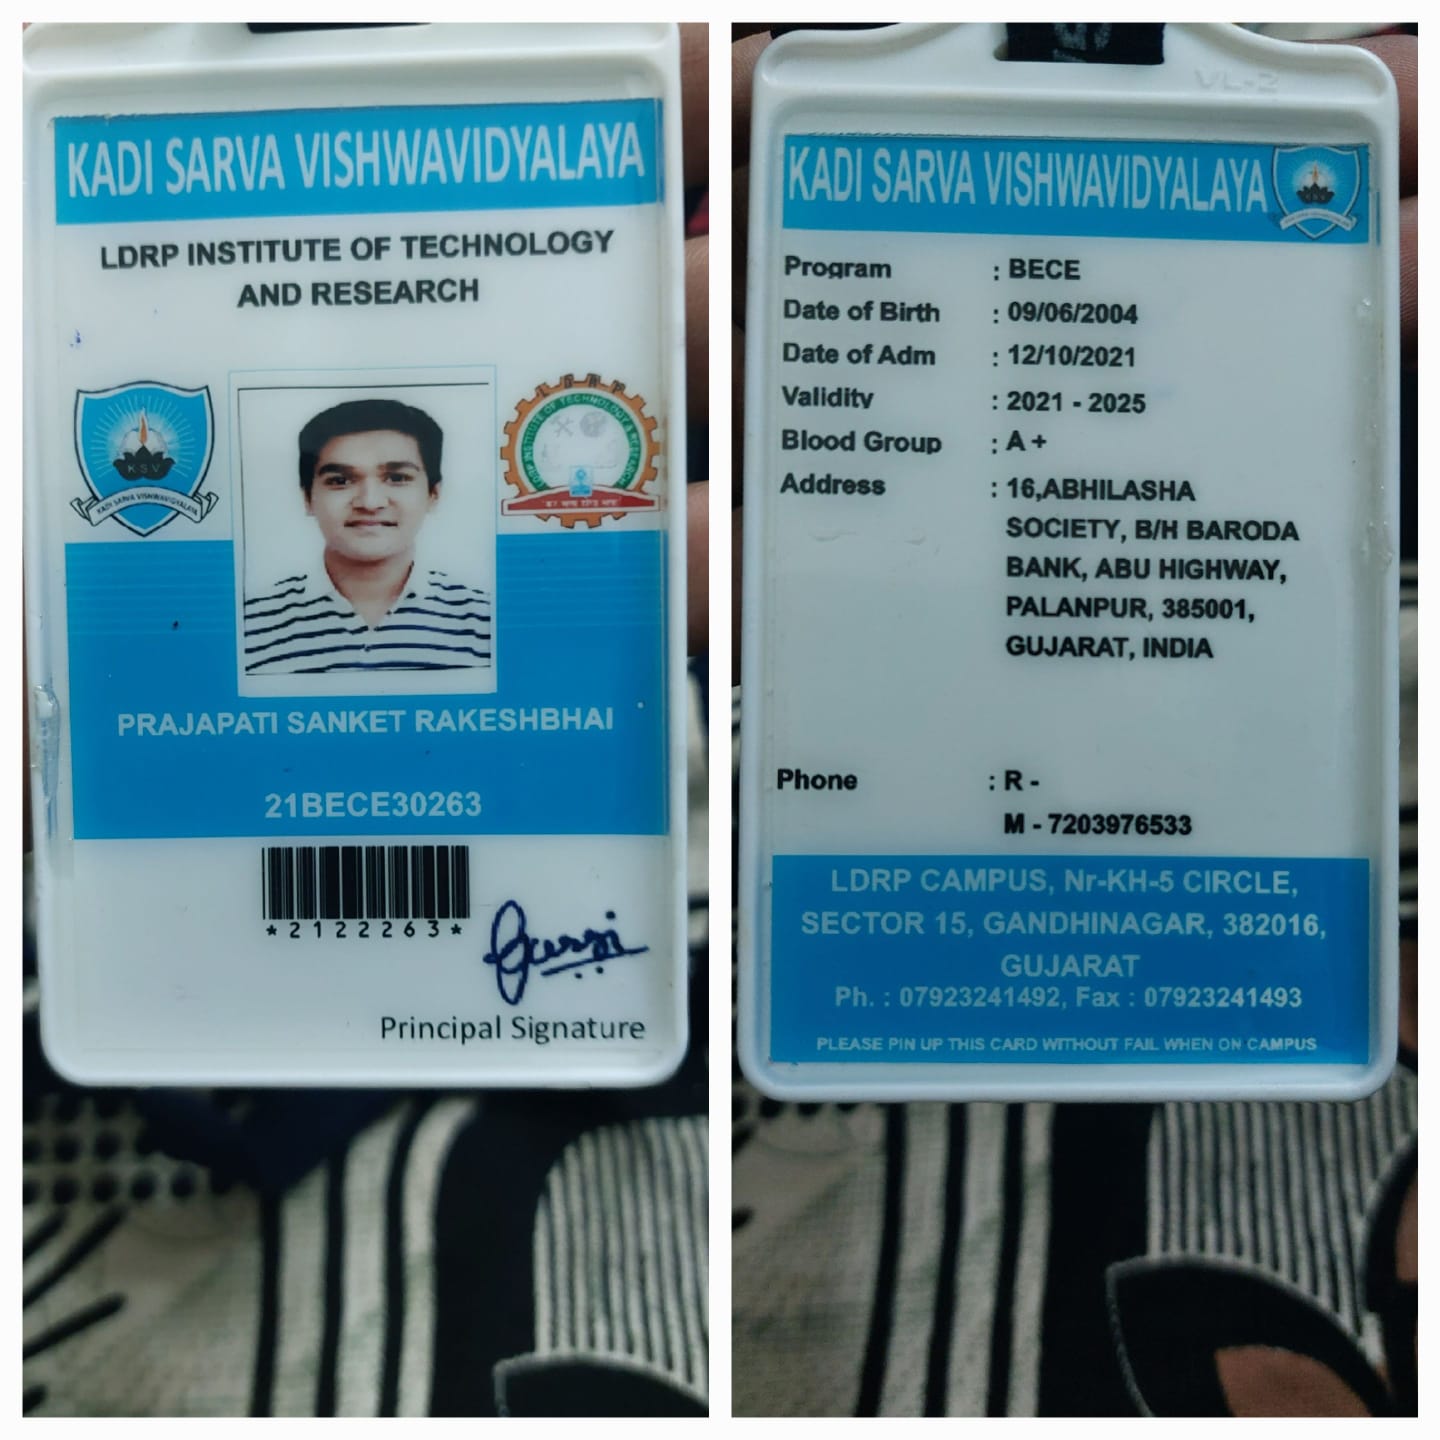 KADI SARVA VISHWAVIDYALAYA
LDRP INSTITUTE OF TECHNOLOGY
AND RESEARCH
K.S.V
KADI SARVA VISHWAVIDYALAYA
LDRP
LDRP INSTITUTE OF TECHNOLOGY & RESEARCH
PRAJAPATI SANKET RAKESHBHAI
21BECE30263
*2122263*
Principal Signature
VL-2
KADI SARVA VISHWAVIDYALAYA
K.S.V
Program : BECE
Date of Birth : 09/06/2004
Date of Adm : 12/10/2021
Validity : 2021 - 2025
Blood Group : A +
Address : 16,ABHILASHA
SOCIETY, B/H BARODA
BANK, ABU HIGHWAY,
PALANPUR, 385001,
GUJARAT, INDIA
Phone : R -
M - 7203976533
LDRP CAMPUS, Nr-KH-5 CIRCLE,
SECTOR 15, GANDHINAGAR, 382016,
GUJARAT
Ph. : 07923241492, Fax : 07923241493
PLEASE PIN UP THIS CARD WITHOUT FAIL WHEN ON CAMPUS